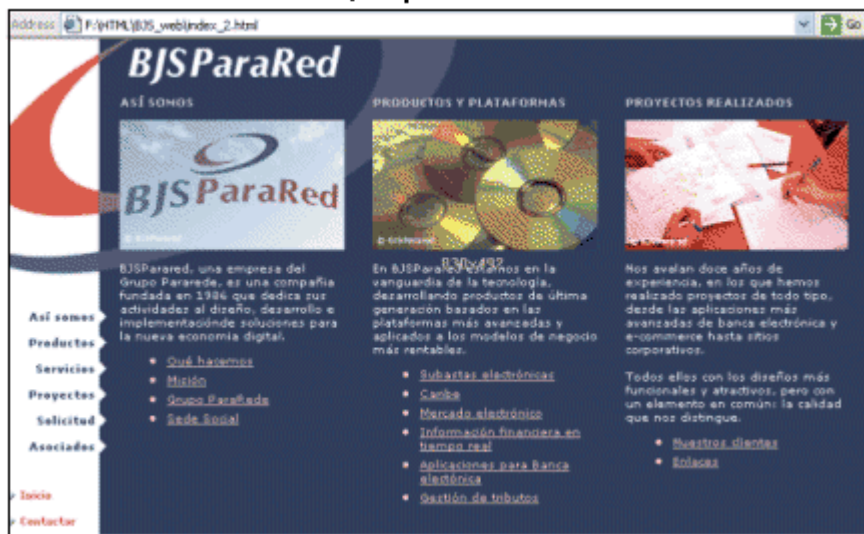 Address F:\HTML\BJS_web\index_2.html Go
BJSParaRed
ASÍ SOMOS
BJSParaRed
BJSParared, una empresa del
Grupo Pararede, es una compañía
fundada en 1986 que dedica sus
actividades al diseño, desarrollo e
implementaciónde soluciones para
la nueva economía digital.
Qué hacemos
Misión
Grupo ParaRede
Sede Social
PRODUCTOS Y PLATAFORMAS
830x492
En BJSParared estamos en la
vanguardia de la tecnología,
desarrollando productos de última
generación basados en las
plataformas más avanzadas y
aplicados a los modelos de negocio
más rentables.
Subastas electrónicas
Canbe
Mercado electrónico
Información financiera en
tiempo real
Aplicaciones para Banca
electónica
Gestión de tributos
PROYECTOS REALIZADOS
Nos avalan doce años de
experiencia, en los que hemos
realizado proyectos de todo tipo,
desde las aplicaciones más
avanzadas de banca electrónica y
e-commerce hasta sitios
corporativos.
Todos ellos con los diseños más
funcionales y atractivos, pero con
un elemento en común: la calidad
que nos distingue.
Nuestros clientes
Enlaces
Así somos
Productos
Servicios
Proyectos
Solicitud
Asociados
Inicio
Contactar